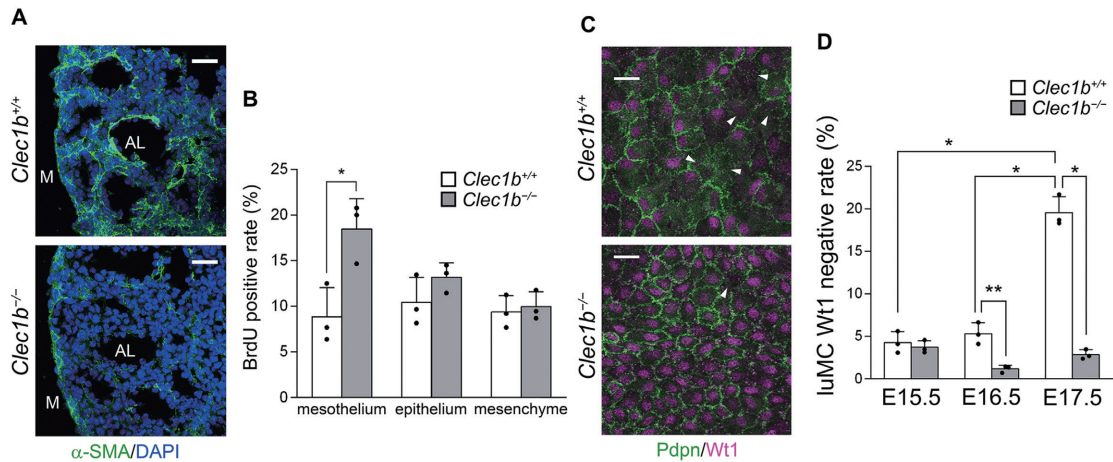 A
Clec1b+/+
AL
M
Clec1b−/−
AL
M
α-SMA/DAPI
B
BrdU positive rate (%)
25
20
15
10
5
0
*
Clec1b+/+
Clec1b−/−
mesothelium epithelium mesenchyme
C
Clec1b+/+
Clec1b−/−
Pdpn/Wt1
D
Clec1b+/+
Clec1b−/−
luMC Wt1 negative rate (%)
25
20
15
10
5
0
*
* *
**
E15.5 E16.5 E17.5